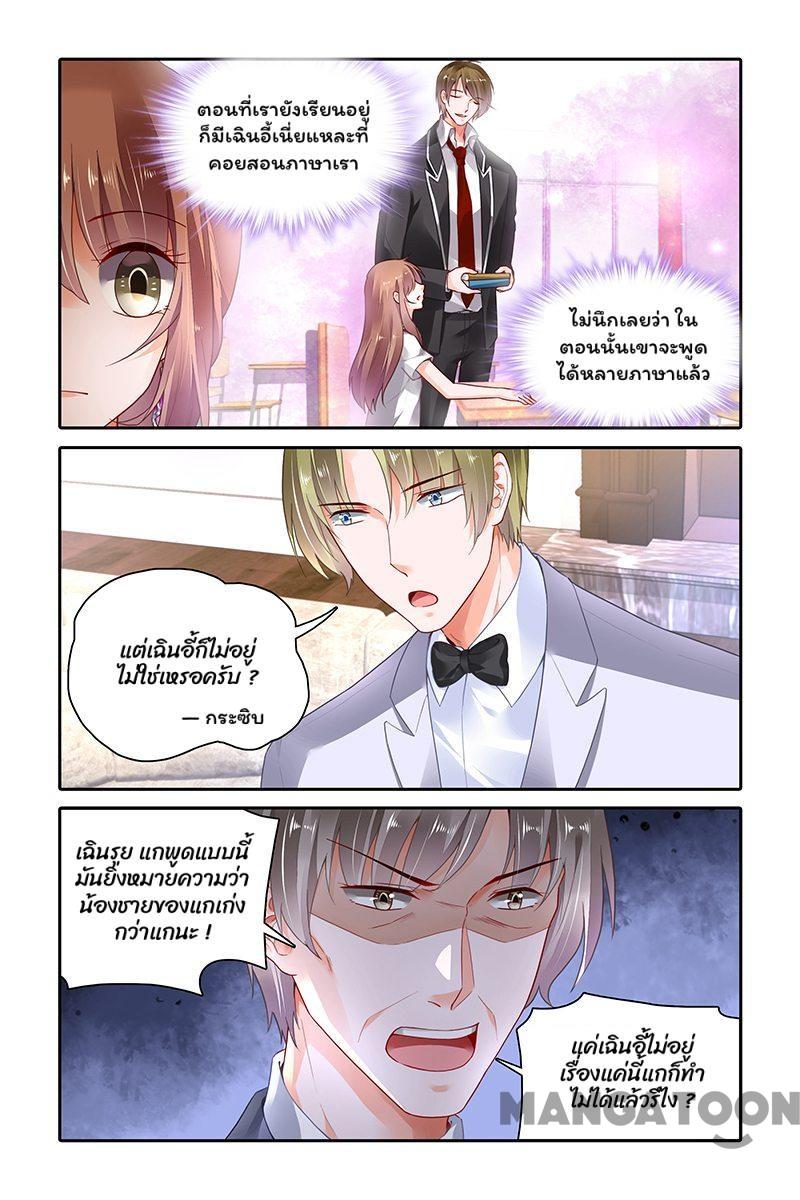 ตอนที่เรายังเรียนอยู่
ก็มีเฉินอี้เนี่ยแหละที่
คอยสอนภาษาเรา
ไม่นึกเลยว่า ใน
ตอนนั้นเขาจะพูด
ได้หลายภาษาแล้ว
แต่เฉินอี้ก็ไม่อยู่
ไม่ใช่เหรอครับ ?
— กระซิบ
เฉินรุย แกพูดแบบนี้
มันยิ่งหมายความว่า
น้องชายของแกเก่ง
กว่าแกนะ !
แค่เฉินอี้ไม่อยู่
เรื่องแค่นี้แกก็ทำ
ไม่ได้แล้วรึไง ?
MANGATOON